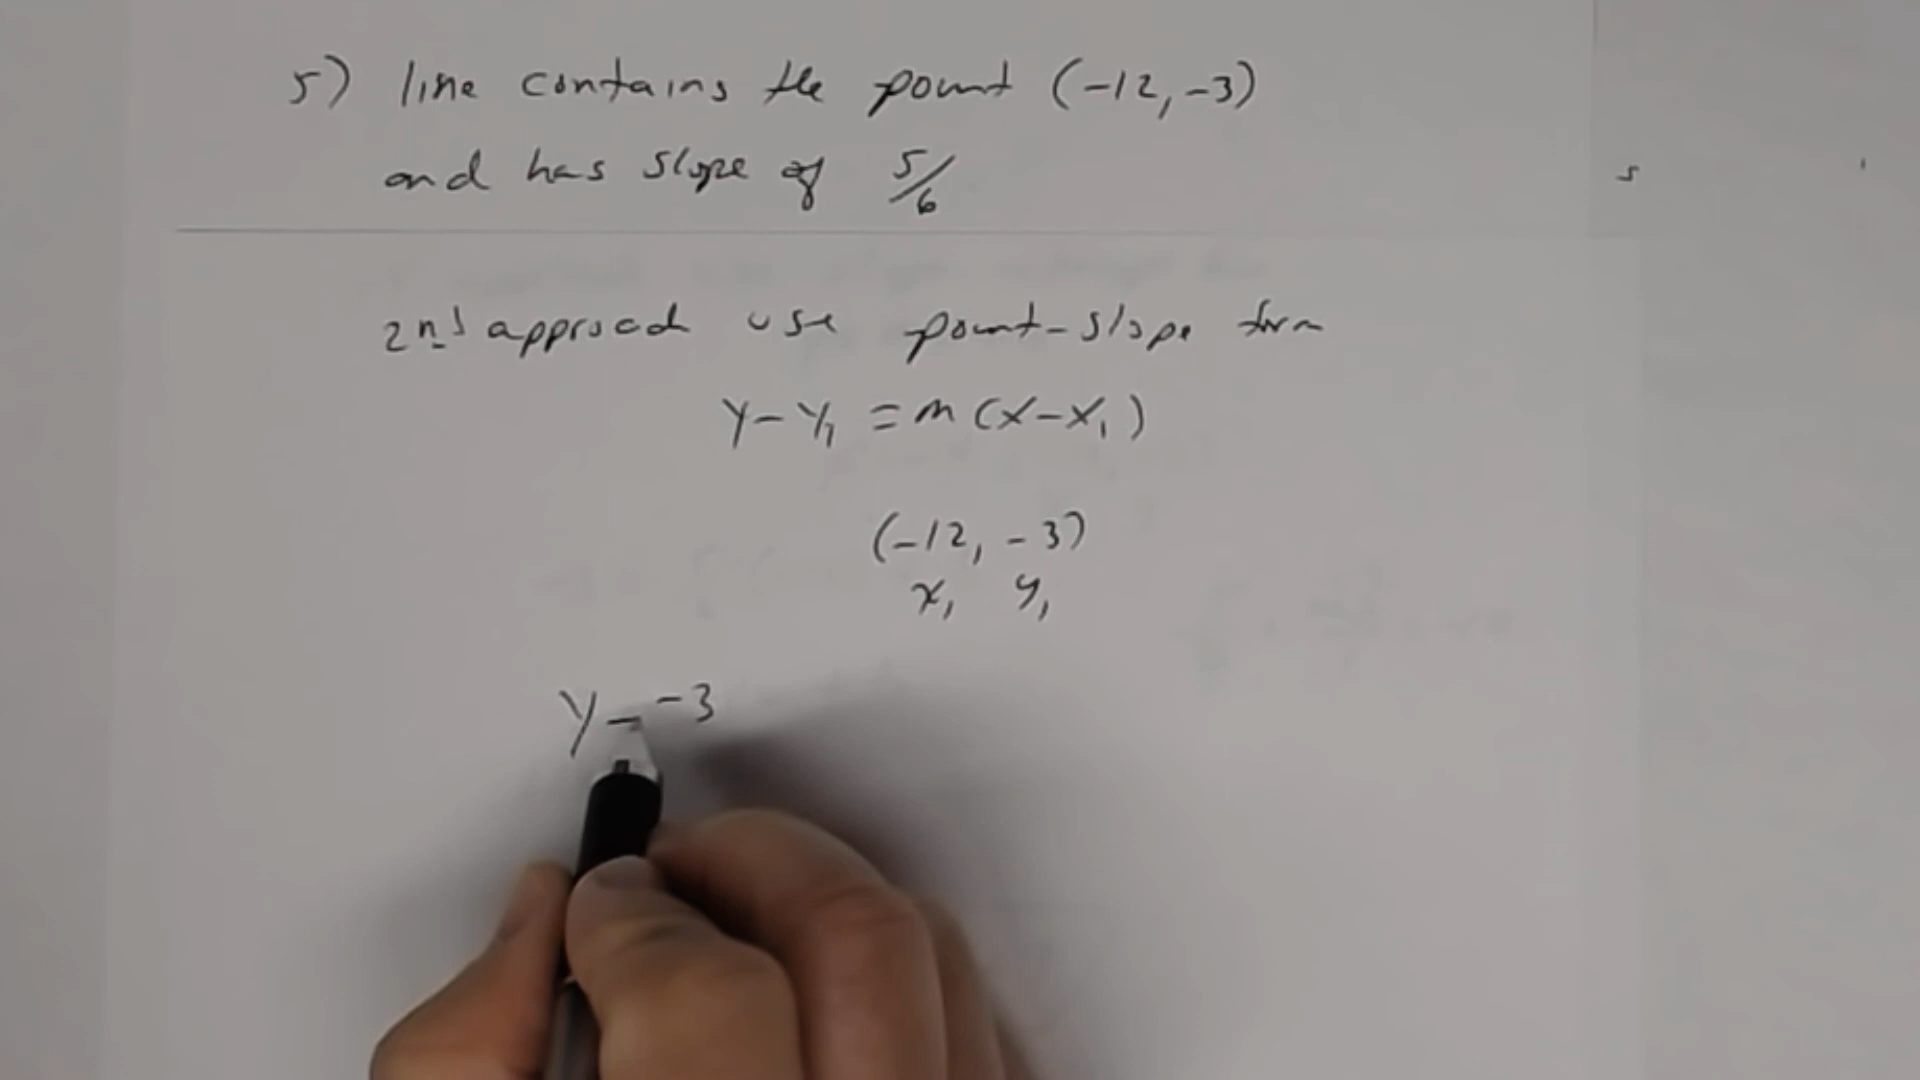 5) line contains the point (-12, -3)
and has slope of 5/6
2nd approach use point-slope form
y - y₁ = m(x - x₁)
(-12, -3)
x₁ y₁
y - -3